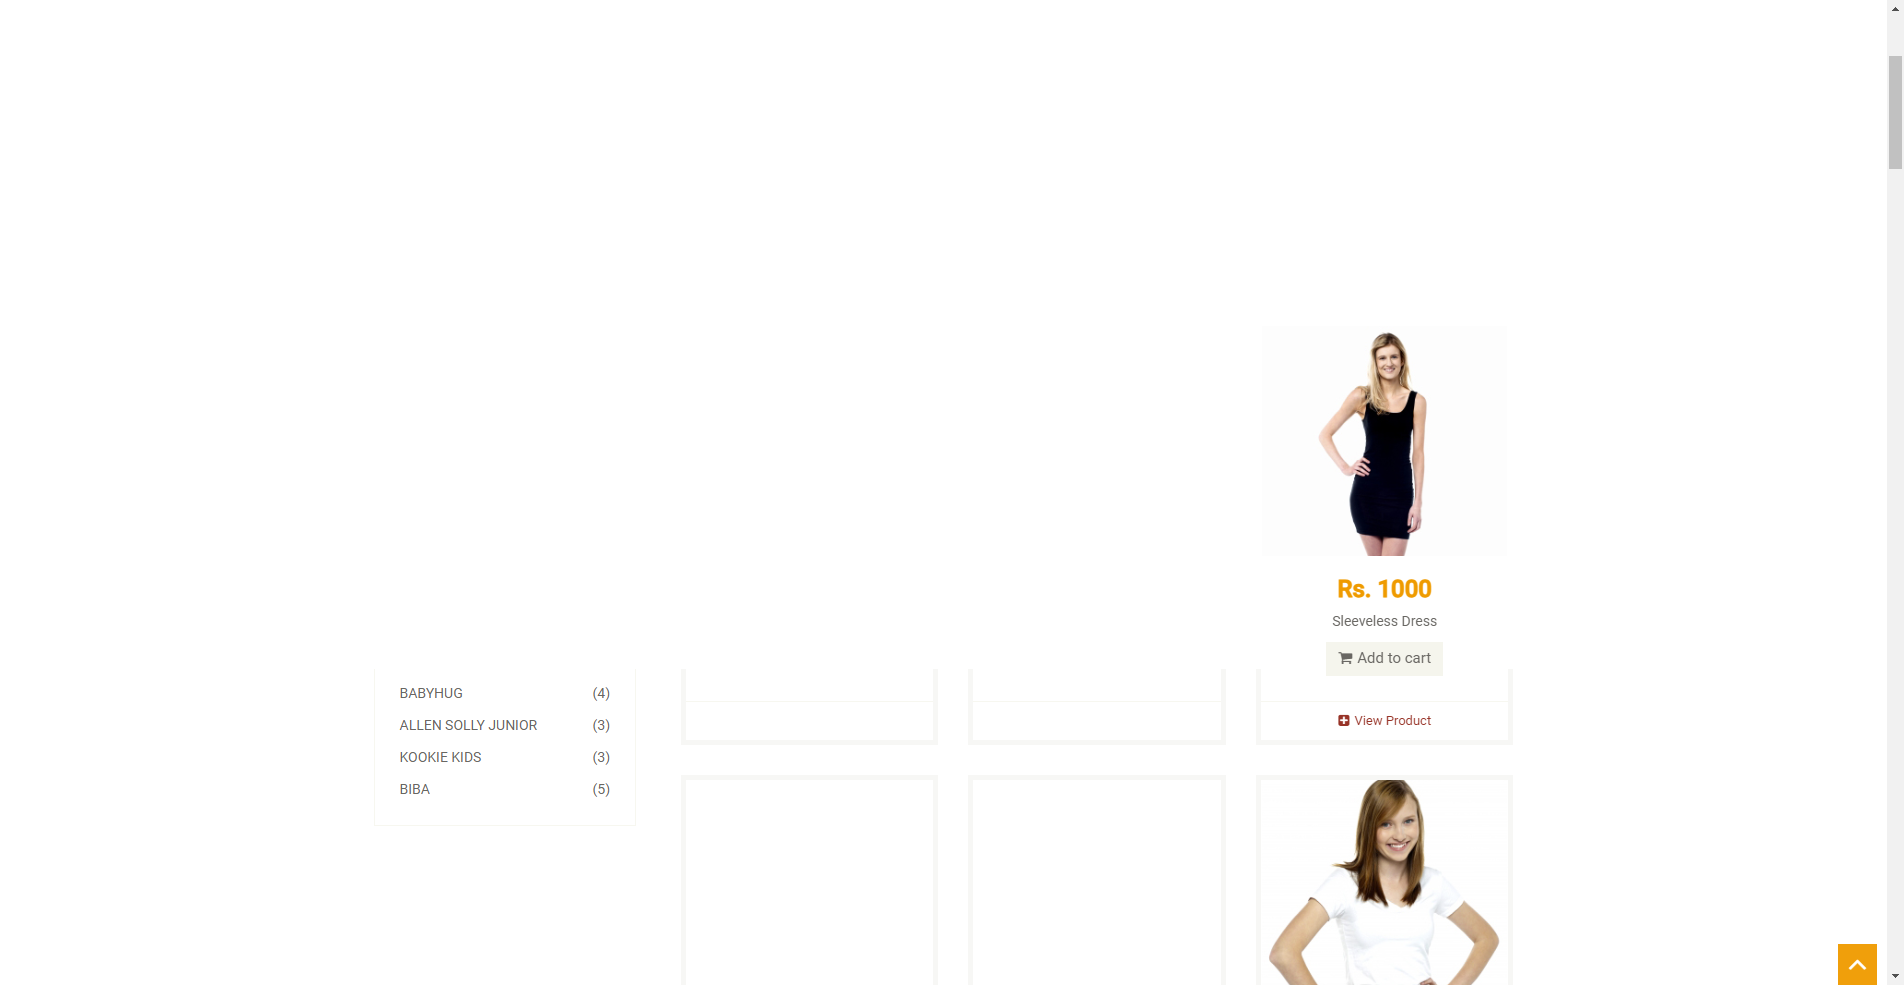 Rs. 1000
Sleeveless Dress
Add to cart
BABYHUG (4)
ALLEN SOLLY JUNIOR (3)
KOOKIE KIDS (3)
BIBA (5)
View Product